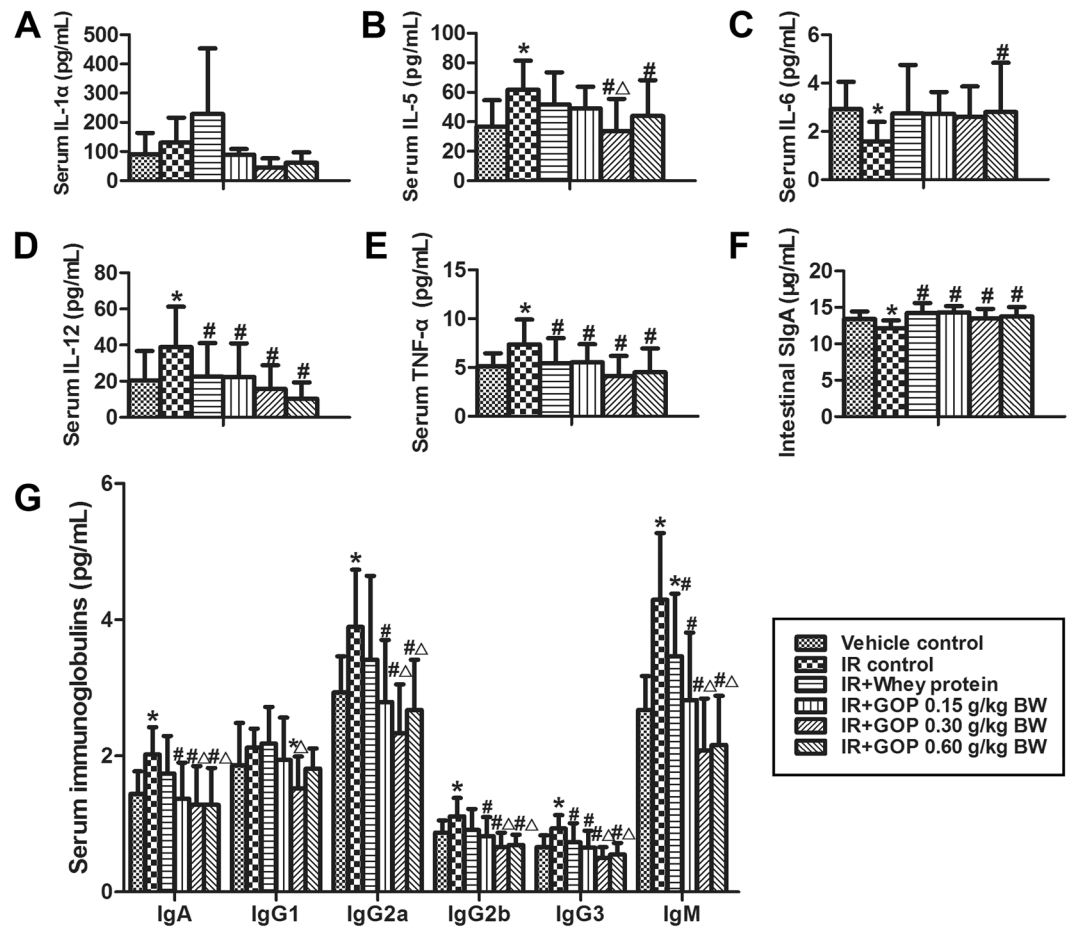 A
Serum IL-1α (pg/mL)
500
400
300
200
100
0
B
Serum IL-5 (pg/mL)
100
80
60
40
20
0
*
#△
#
C
Serum IL-6 (pg/mL)
6
4
2
0
*
#
D
Serum IL-12 (pg/mL)
80
60
40
20
0
*
#
#
#
#
E
Serum TNF-α (pg/mL)
15
10
5
0
*
#
#
#
#
F
Intestinal SIgA (µg/mL)
20
15
10
5
0
*
#
#
#
#
G
Serum immunoglobulins (pg/mL)
6
4
2
0
*
#
#△
#△
*△
*
#
#△
#△
*
#
#△
#△
*
#
#
#△
#△
*
*#
#
#△
#△
IgA
IgG1
IgG2a
IgG2b
IgG3
IgM
Vehicle control
IR control
IR+Whey protein
IR+GOP 0.15 g/kg BW
IR+GOP 0.30 g/kg BW
IR+GOP 0.60 g/kg BW